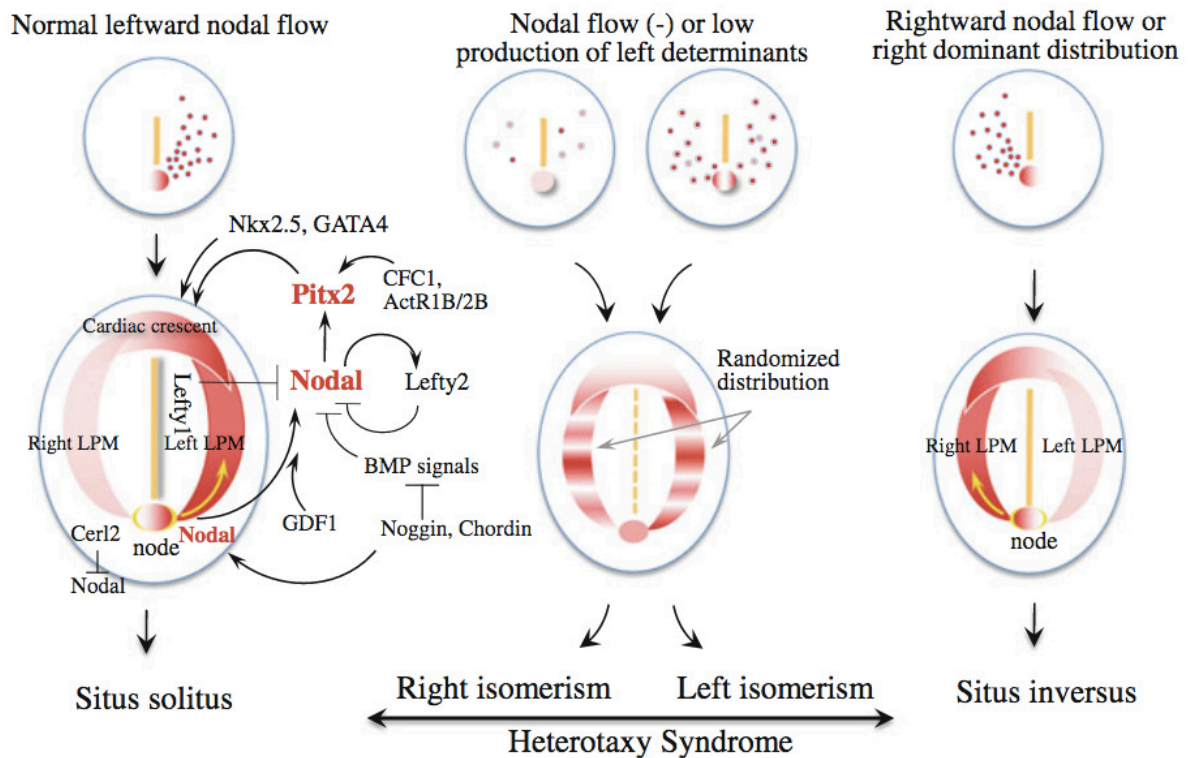 Normal leftward nodal flow
Nodal flow (-) or low
production of left determinants
Rightward nodal flow or
right dominant distribution
Nkx2.5, GATA4
Pitx2
CFC1,
ActR1B/2B
Cardiac crescent
Lefty1
Nodal
Lefty2
Right LPM
Left LPM
BMP signals
GDF1
Noggin, Chordin
Cerl2
node
Nodal
Nodal
Randomized
distribution
Right LPM
Left LPM
node
Situs solitus
Right isomerism
Left isomerism
Situs inversus
Heterotaxy Syndrome